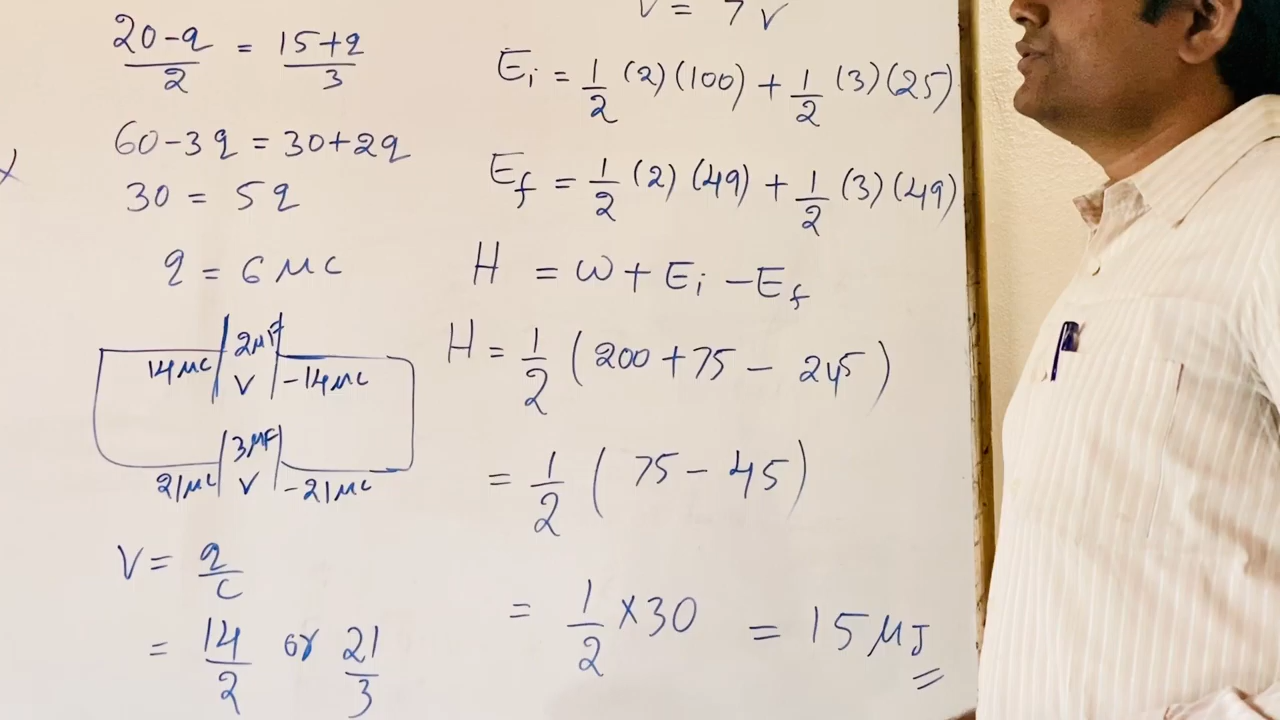 20-q/2 = 15+q/3
60-3q = 30+2q
30 = 5q
q = 6 μC
2μF
14μC V -14μC
3μF
21μC V -21μC
V = q/C
= 14/2 or 21/3
V = 7 V
Ei = 1/2 (2)(100) + 1/2 (3)(25)
Ef = 1/2 (2)(49) + 1/2 (3)(49)
H = W + Ei - Ef
H = 1/2 (200 + 75 - 245)
= 1/2 (75 - 45)
= 1/2 × 30 = 15 μJ